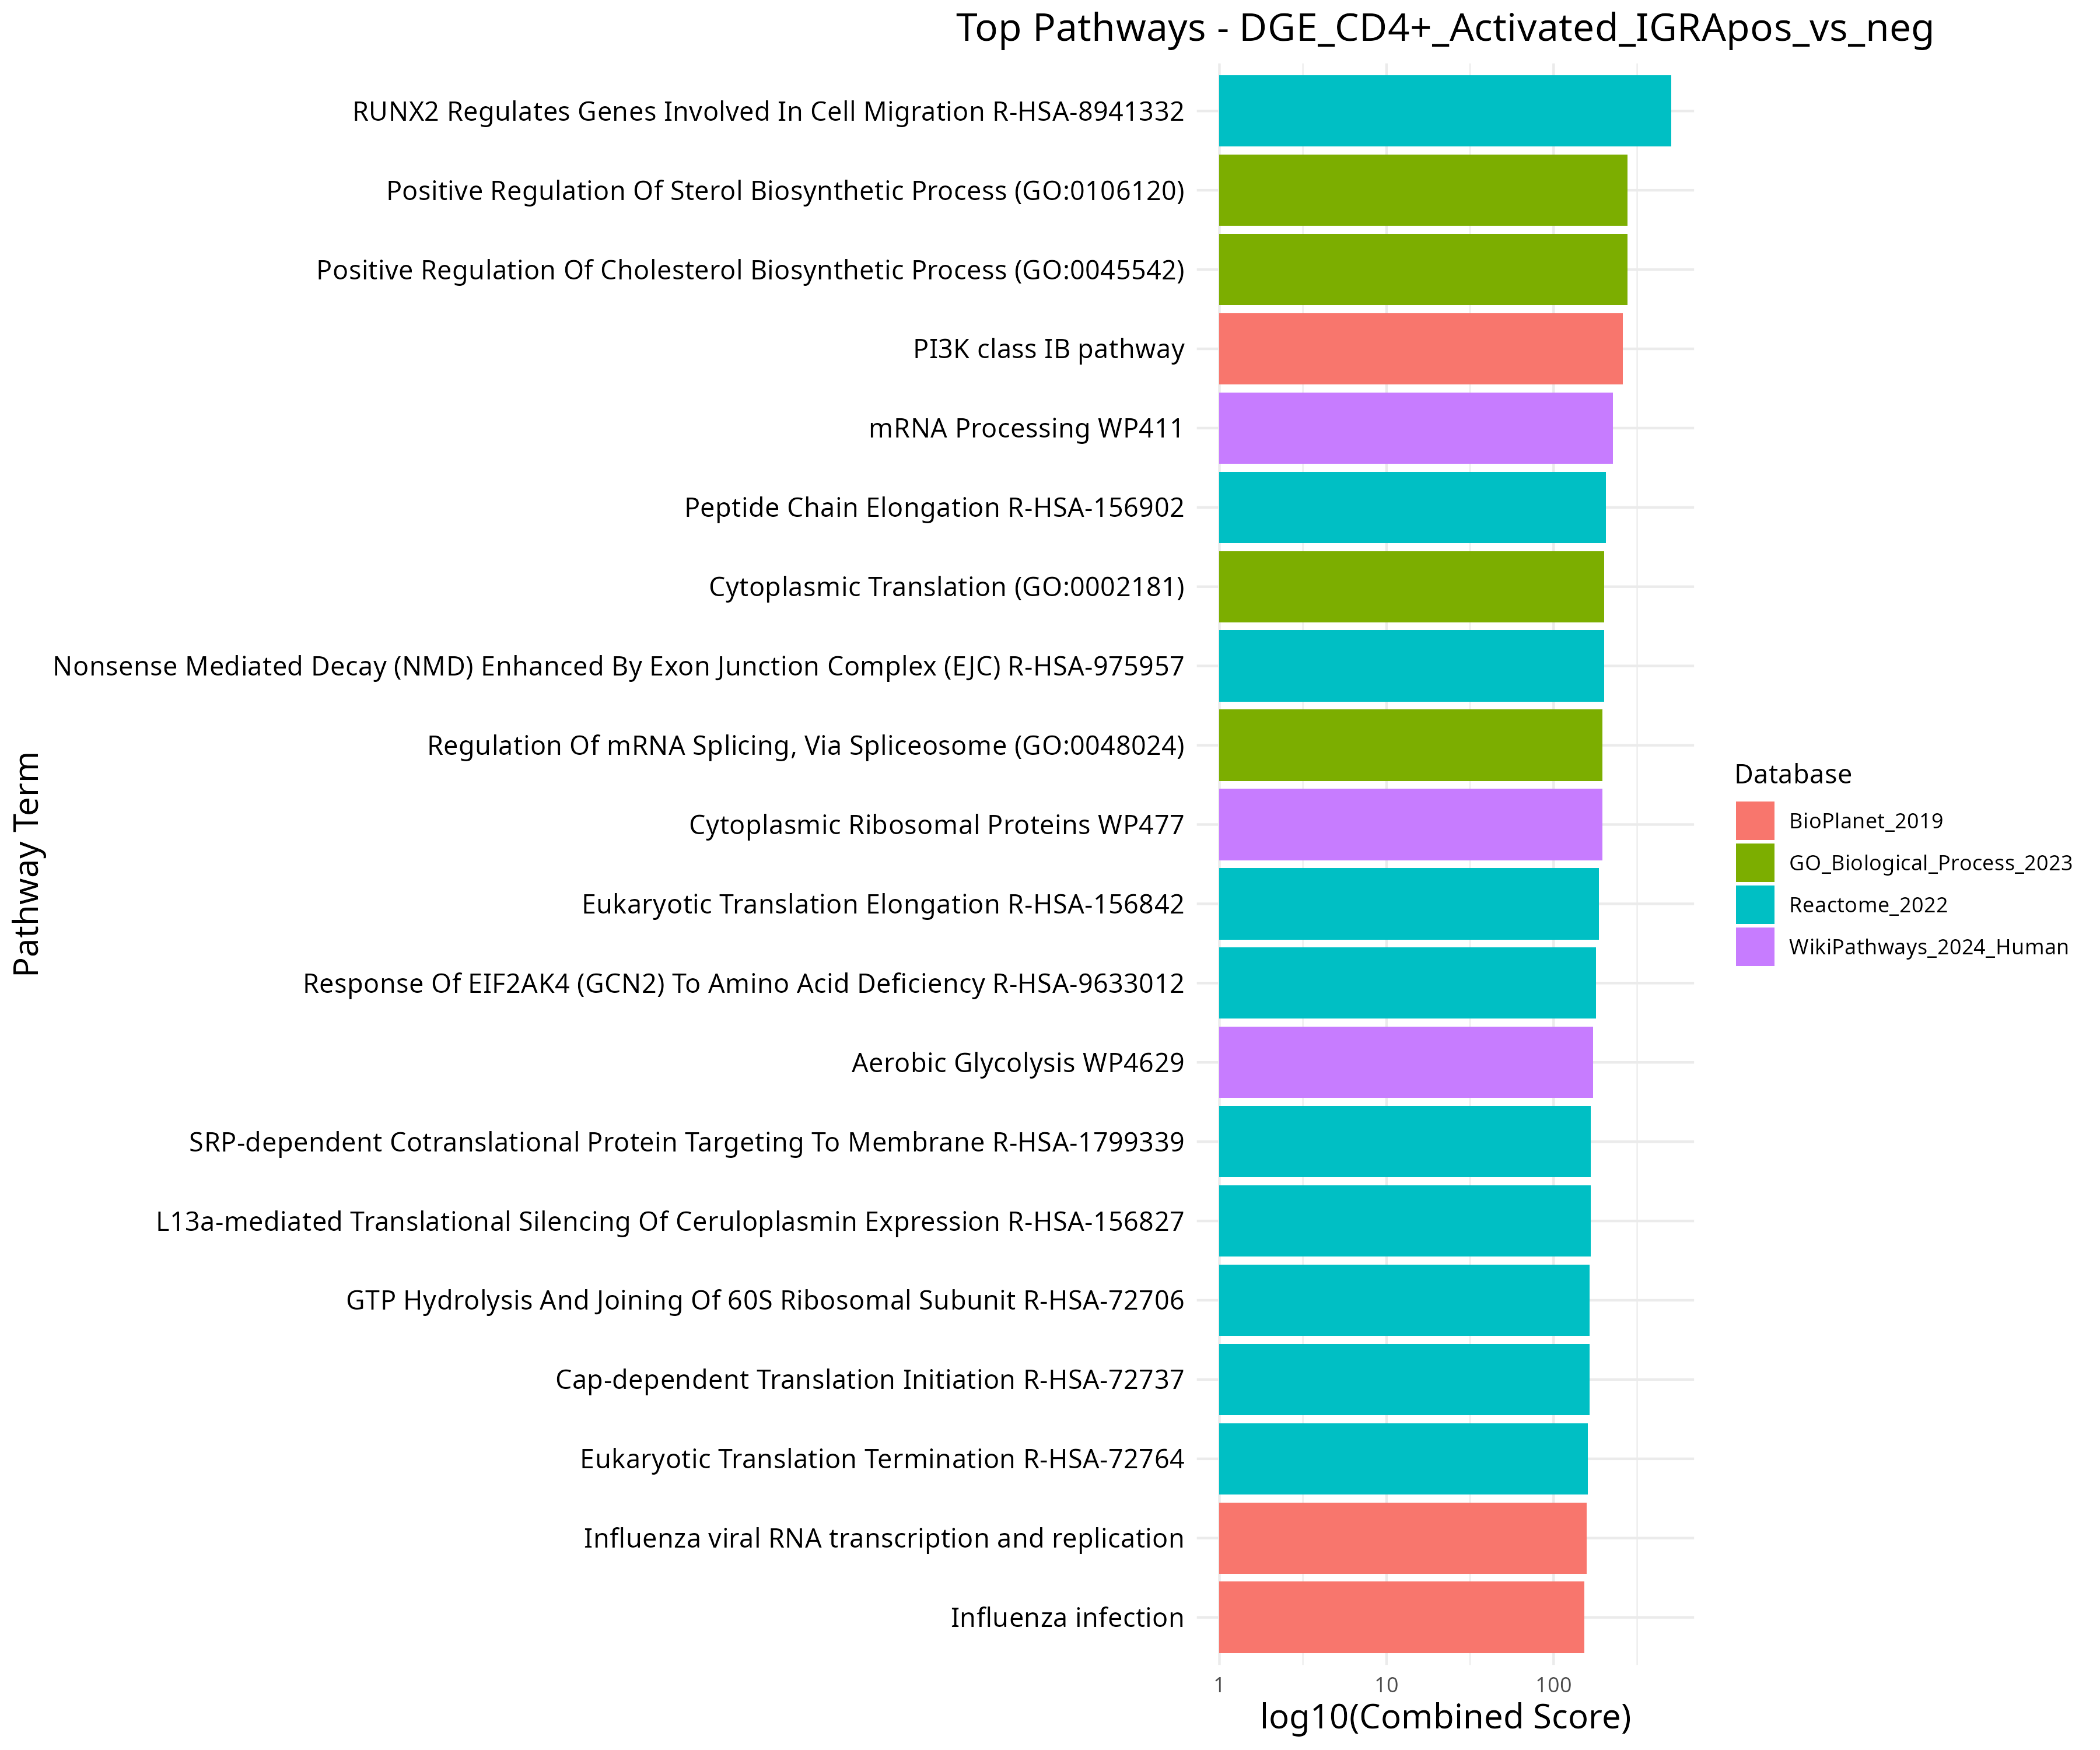 Top Pathways - DGE_CD4+_Activated_IGRApos_vs_neg
Pathway Term
RUNX2 Regulates Genes Involved In Cell Migration R-HSA-8941332
Positive Regulation Of Sterol Biosynthetic Process (GO:0106120)
Positive Regulation Of Cholesterol Biosynthetic Process (GO:0045542)
PI3K class IB pathway
mRNA Processing WP411
Peptide Chain Elongation R-HSA-156902
Cytoplasmic Translation (GO:0002181)
Nonsense Mediated Decay (NMD) Enhanced By Exon Junction Complex (EJC) R-HSA-975957
Regulation Of mRNA Splicing, Via Spliceosome (GO:0048024)
Cytoplasmic Ribosomal Proteins WP477
Eukaryotic Translation Elongation R-HSA-156842
Response Of EIF2AK4 (GCN2) To Amino Acid Deficiency R-HSA-9633012
Aerobic Glycolysis WP4629
SRP-dependent Cotranslational Protein Targeting To Membrane R-HSA-1799339
L13a-mediated Translational Silencing Of Ceruloplasmin Expression R-HSA-156827
GTP Hydrolysis And Joining Of 60S Ribosomal Subunit R-HSA-72706
Cap-dependent Translation Initiation R-HSA-72737
Eukaryotic Translation Termination R-HSA-72764
Influenza viral RNA transcription and replication
Influenza infection
1 10 100
log10(Combined Score)
Database
BioPlanet_2019
GO_Biological_Process_2023
Reactome_2022
WikiPathways_2024_Human